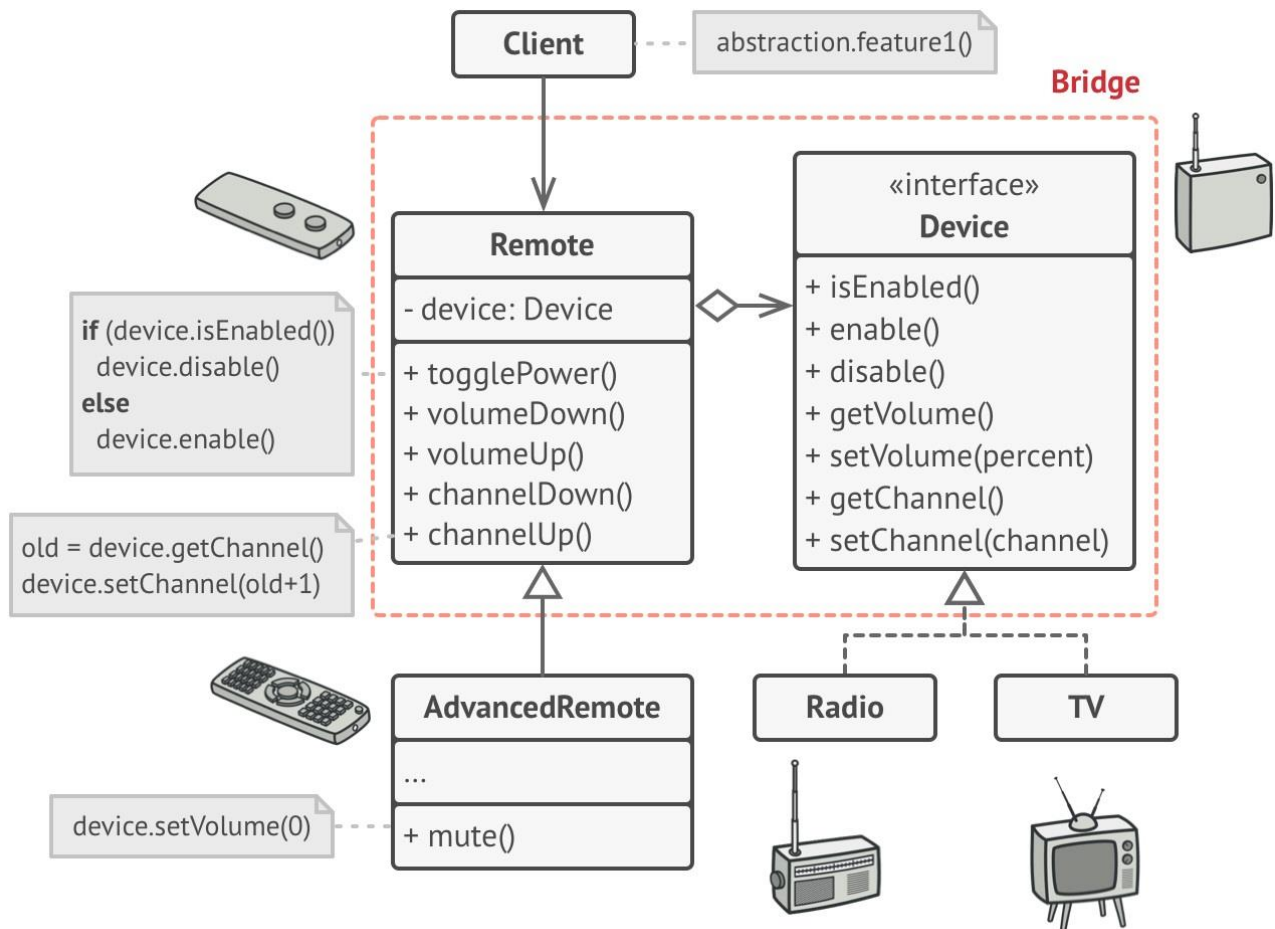 Client
abstraction.feature1()
Bridge
«interface»
Device
+ isEnabled()
+ enable()
+ disable()
+ getVolume()
+ setVolume(percent)
+ getChannel()
+ setChannel(channel)
Remote
- device: Device
+ togglePower()
+ volumeDown()
+ volumeUp()
+ channelDown()
+ channelUp()
if (device.isEnabled())
device.disable()
else
device.enable()
old = device.getChannel()
device.setChannel(old+1)
AdvancedRemote
...
+ mute()
device.setVolume(0)
Radio
TV